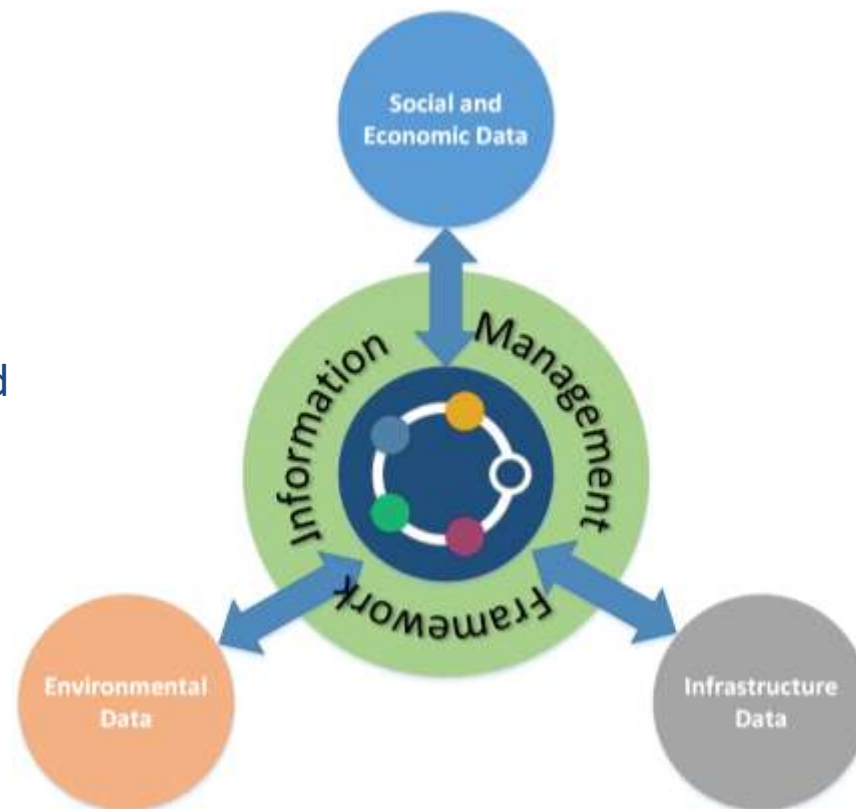 Social and
Economic Data
Information
Management
Framework
d
Environmental
Data
Infrastructure
Data